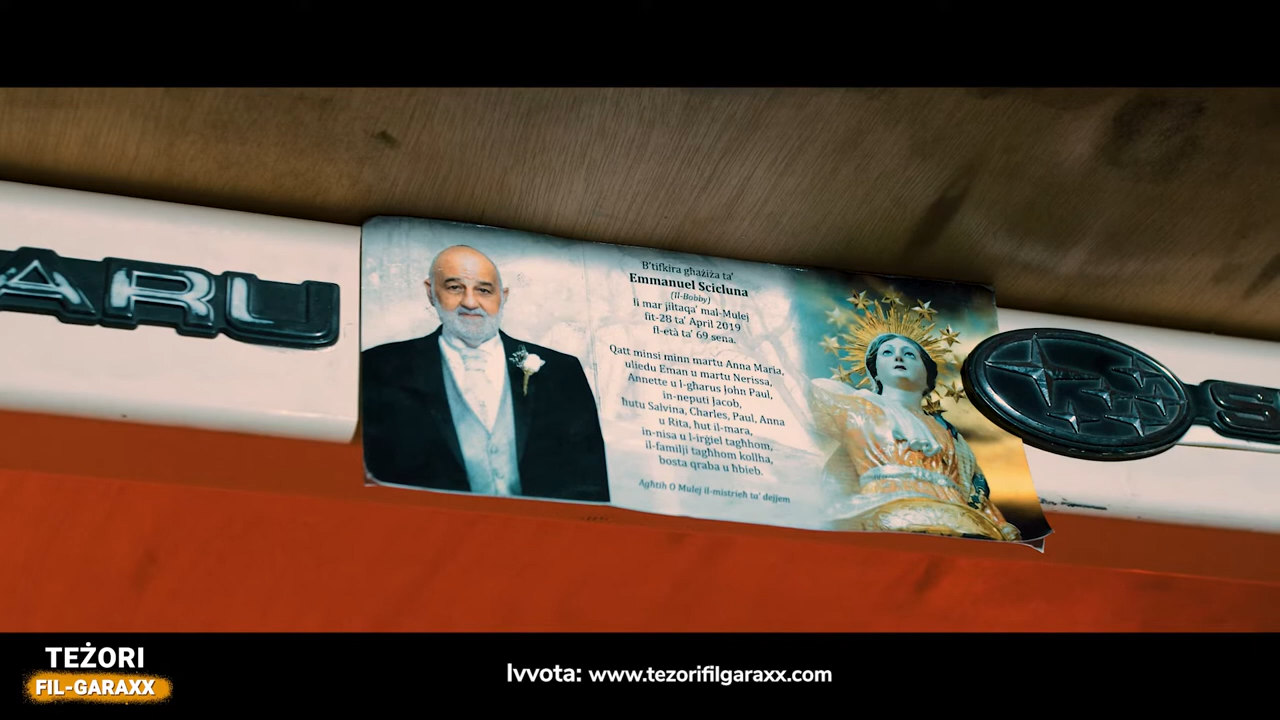 ARU
B'tifkira għażiża ta'
Emmanuel Scicluna
(Il-Bobby)
li mar jiltaqa' mal-Mulej
fit-28 ta' April 2019
fl-età ta' 69 sena.
Qatt minsi minn martu Anna Maria,
uliedu Eman u martu Nerissa,
Annette u l-għarus John Paul,
in-neputi Jacob,
ħutu Salvina, Charles, Paul, Anna
u Rita, ħut il-mara,
in-nisa u l-irġiel tagħhom,
il-familji tagħhom kollha,
bosta qraba u ħbieb.
Agħtih O Mulej il-mistrieħ ta' dejjem
S
TEŻORI
FIL-GARAXX
Ivvota: www.tezorifilgaraxx.com